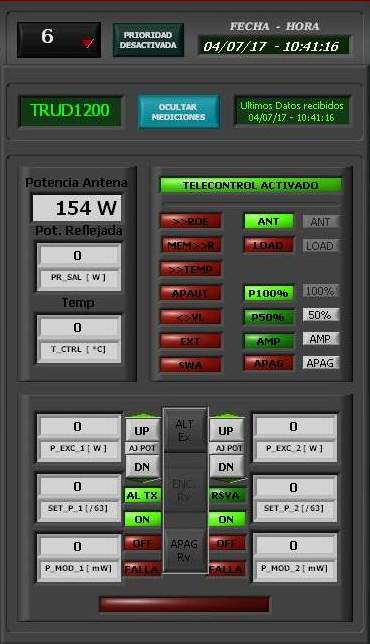 6
PRIORIDAD
DESACTIVADA
FECHA - HORA
04/07/17 - 10:41:16
TRUD1200
OCULTAR
MEDICIONES
Ultimos Datos recibidos
04/07/17 - 10:41:16
Potencia Antena
154 W
Pot. Reflejada
0
PR_SAL [ W ]
Temp
0
T_CTRL [ °C]
TELECONTROL ACTIVADO
>>ROE ANT ANT
MEM>>R LOAD LOAD
>>TEMP
APAUT P100% 100%
<>VL P50% 50%
EXT AMP AMP
SWA APAG APAG
0
P_EXC_1 [ W ]
0
SET_P_1 [/63]
0
P_MOD_1 [ mW]
UP
AJ POT
DN
AL TX
ON
OFF
FALLA
ALT
Ex
ENC.
Rv
APAG
Rv
UP
AJ POT
DN
RSVA
ON
OFF
FALLA
0
P_EXC_2 [ W ]
0
SET_P_2 [/63]
0
P_MOD_2 [ mW]